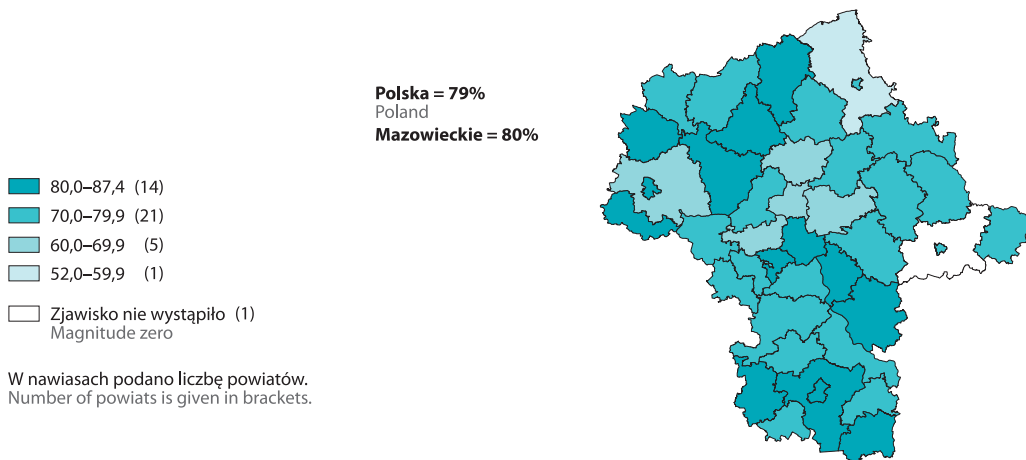 Polska = 79%
Poland
Mazowieckie = 80%
80,0–87,4 (14)
70,0–79,9 (21)
60,0–69,9 (5)
52,0–59,9 (1)
Zjawisko nie wystąpiło (1)
Magnitude zero
W nawiasach podano liczbę powiatów.
Number of powiats is given in brackets.